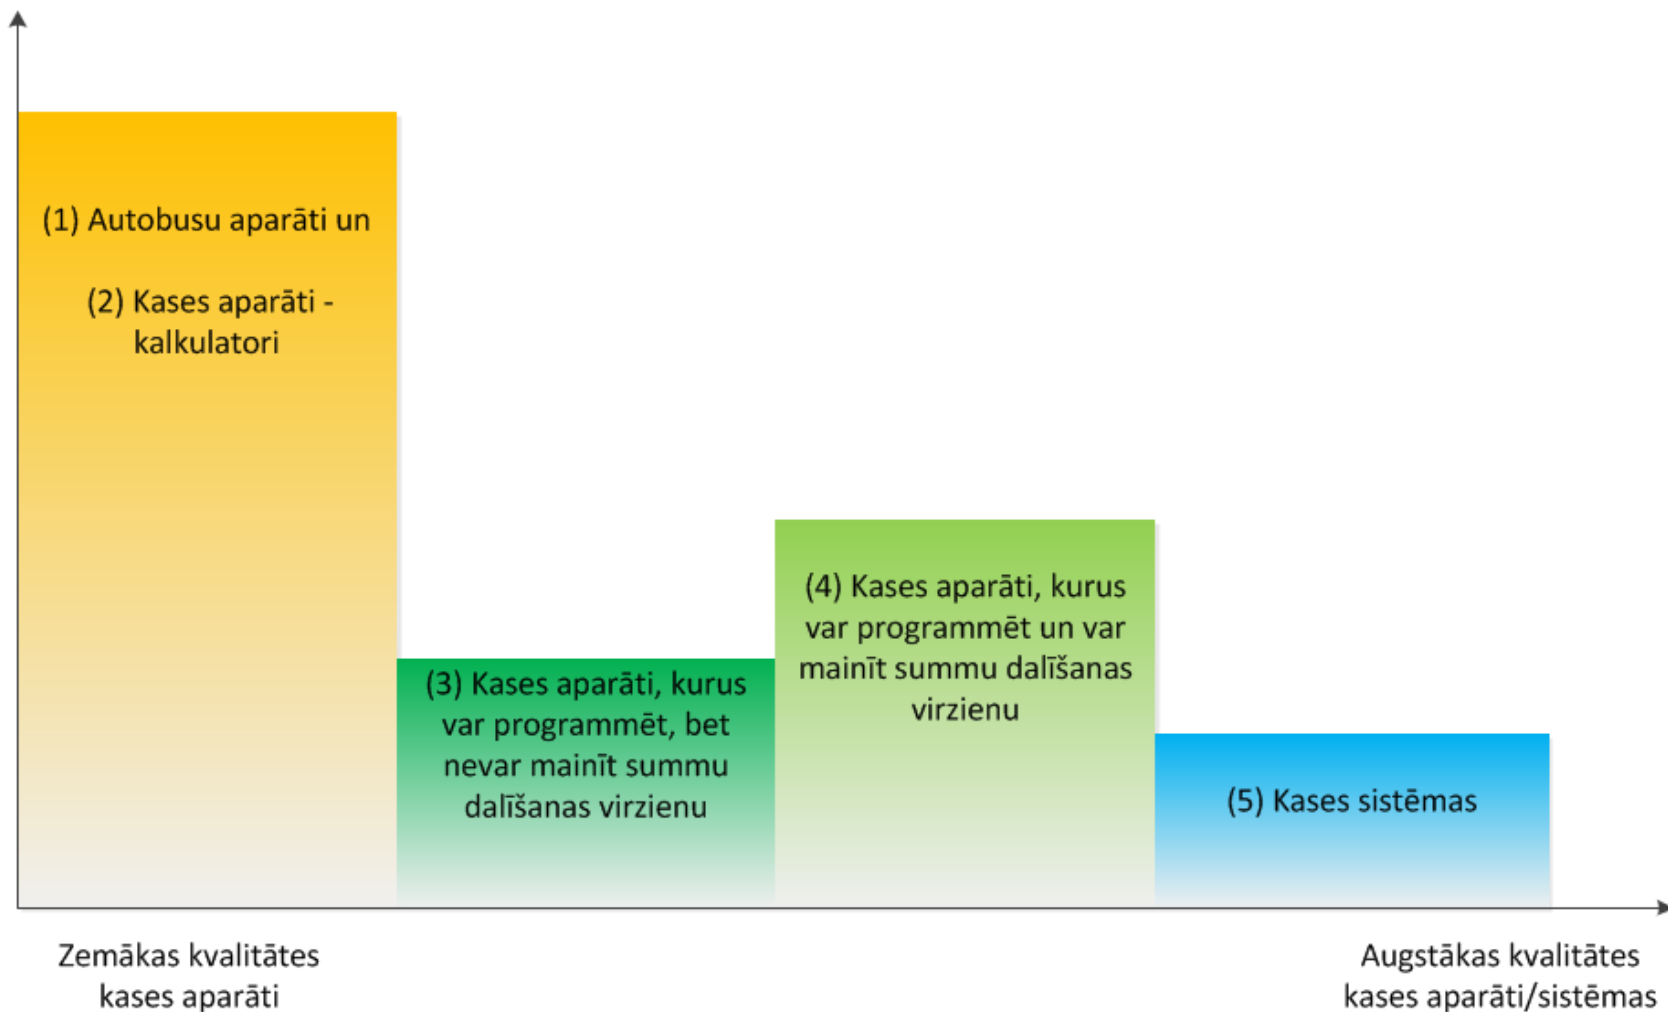 (1) Autobusu aparāti un
(2) Kases aparāti -
kalkulatori
(3) Kases aparāti, kurus
var programmēt, bet
nevar mainīt summu
dalīšanas virzienu
(4) Kases aparāti, kurus
var programmēt un var
mainīt summu dalīšanas
virzienu
(5) Kases sistēmas
Zemākas kvalitātes
kases aparāti
Augstākas kvalitātes
kases aparāti/sistēmas